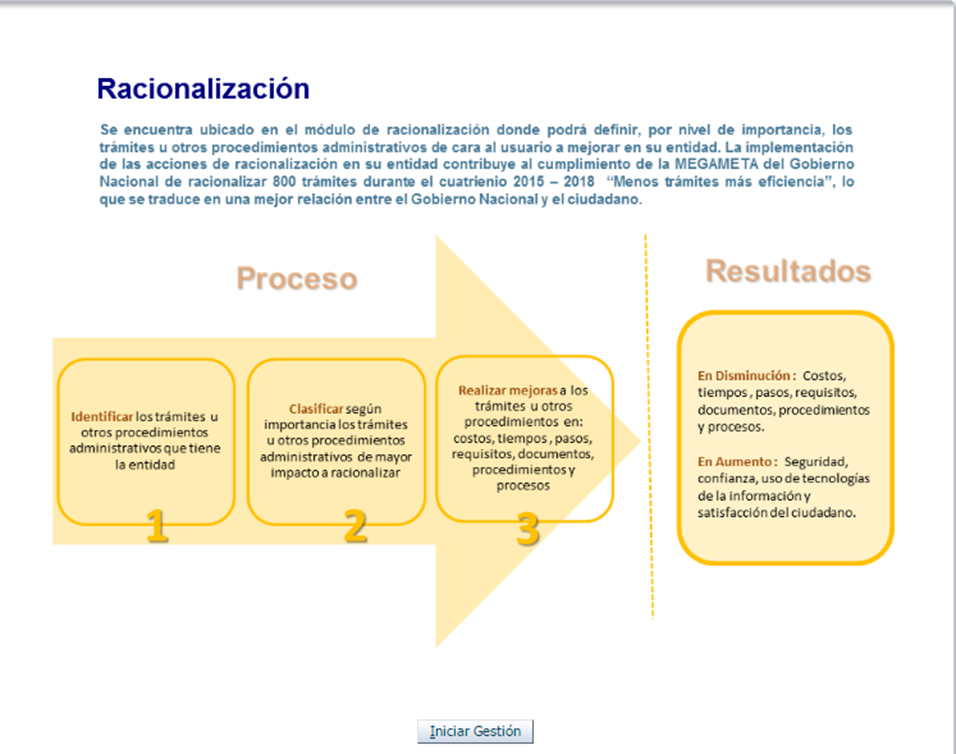 Racionalización
Se encuentra ubicado en el módulo de racionalización donde podrá definir, por nivel de importancia, los
trámites u otros procedimientos administrativos de cara al usuario a mejorar en su entidad. La implementación
de las acciones de racionalización en su entidad contribuye al cumplimiento de la MEGAMETA del Gobierno
Nacional de racionalizar 800 trámites durante el cuatrienio 2015 – 2018 “Menos trámites más eficiencia”, lo
que se traduce en una mejor relación entre el Gobierno Nacional y el ciudadano.
Proceso
Identificar los trámites u
otros procedimientos
administrativos que tiene
la entidad
1
Clasificar según
importancia los trámites
u otros procedimientos
administrativos de mayor
impacto a racionalizar
2
Realizar mejoras a los
trámites u otros
procedimientos en:
costos, tiempos, pasos,
requisitos, documentos,
procedimientos y
procesos
3
Resultados
En Disminución : Costos,
tiempos, pasos, requisitos,
documentos, procedimientos
y procesos.
En Aumento : Seguridad,
confianza, uso de tecnologías
de la información y
satisfacción del ciudadano.
Iniciar Gestión